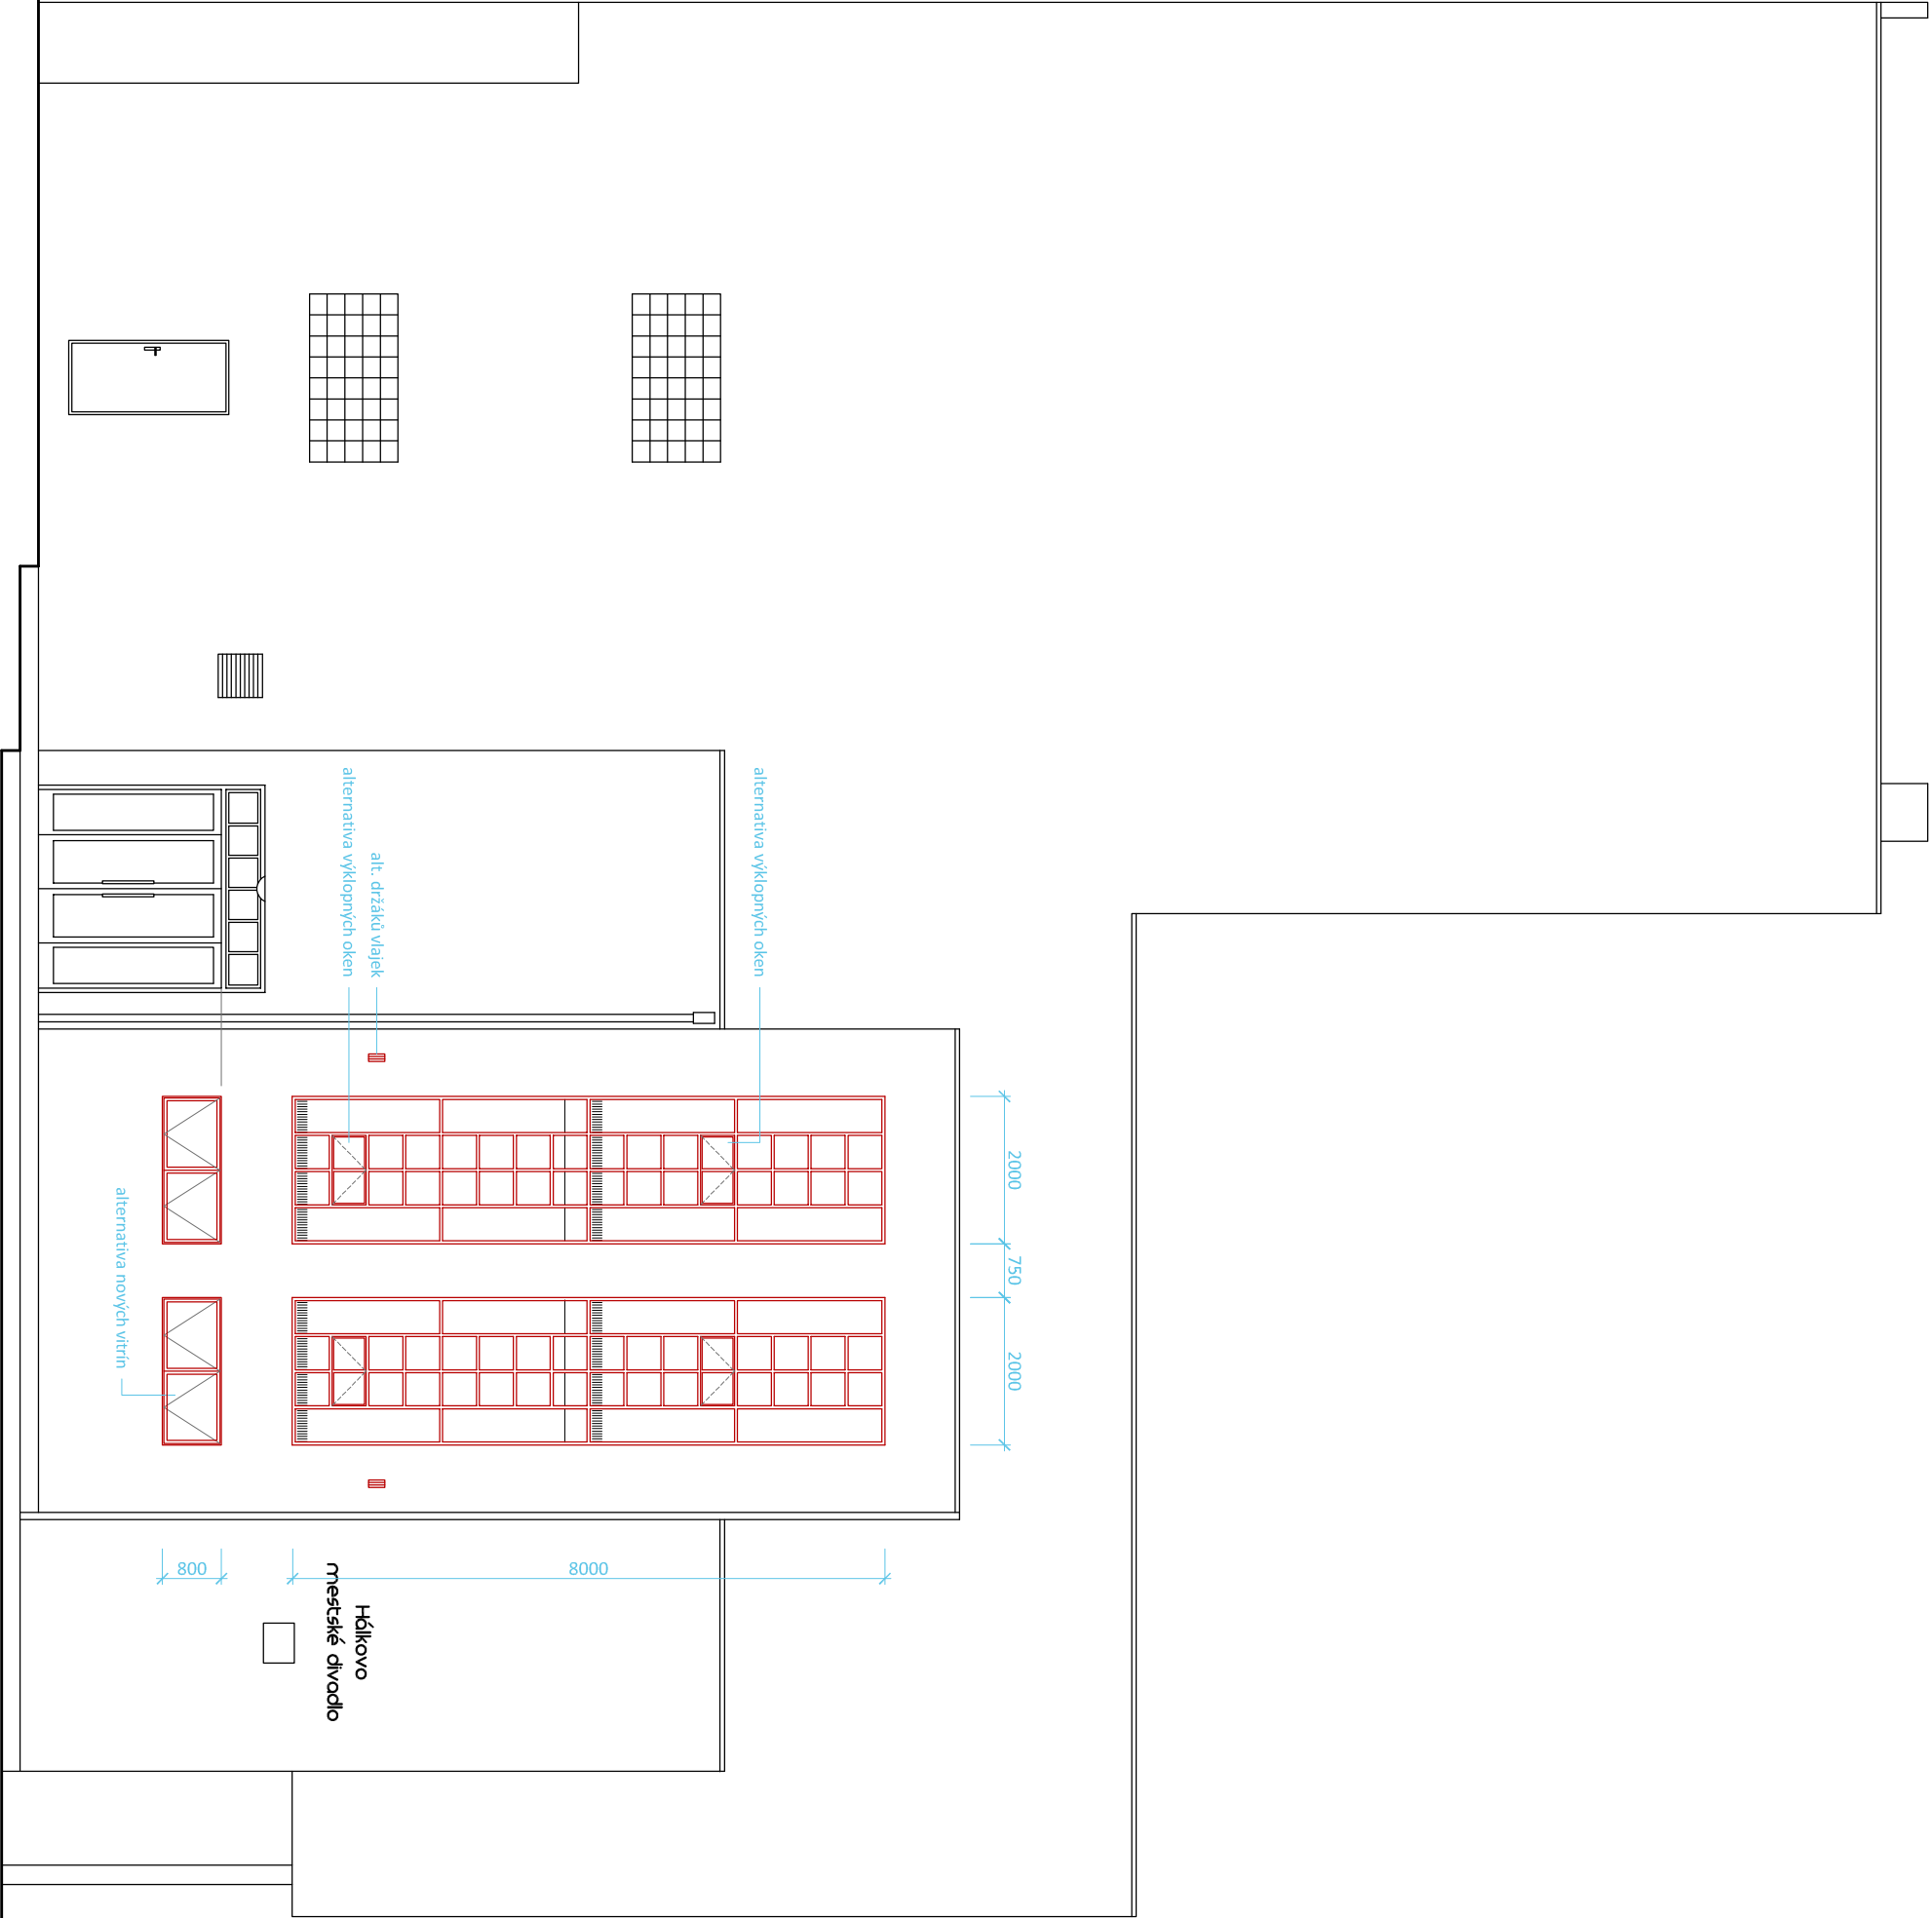 alternativa výklopných oken
alt. držáků vlajek
alternativa výklopných oken
2000
750
2000
alternativa nových vitrín
800
8000
Hálkovo
mestské divadlo